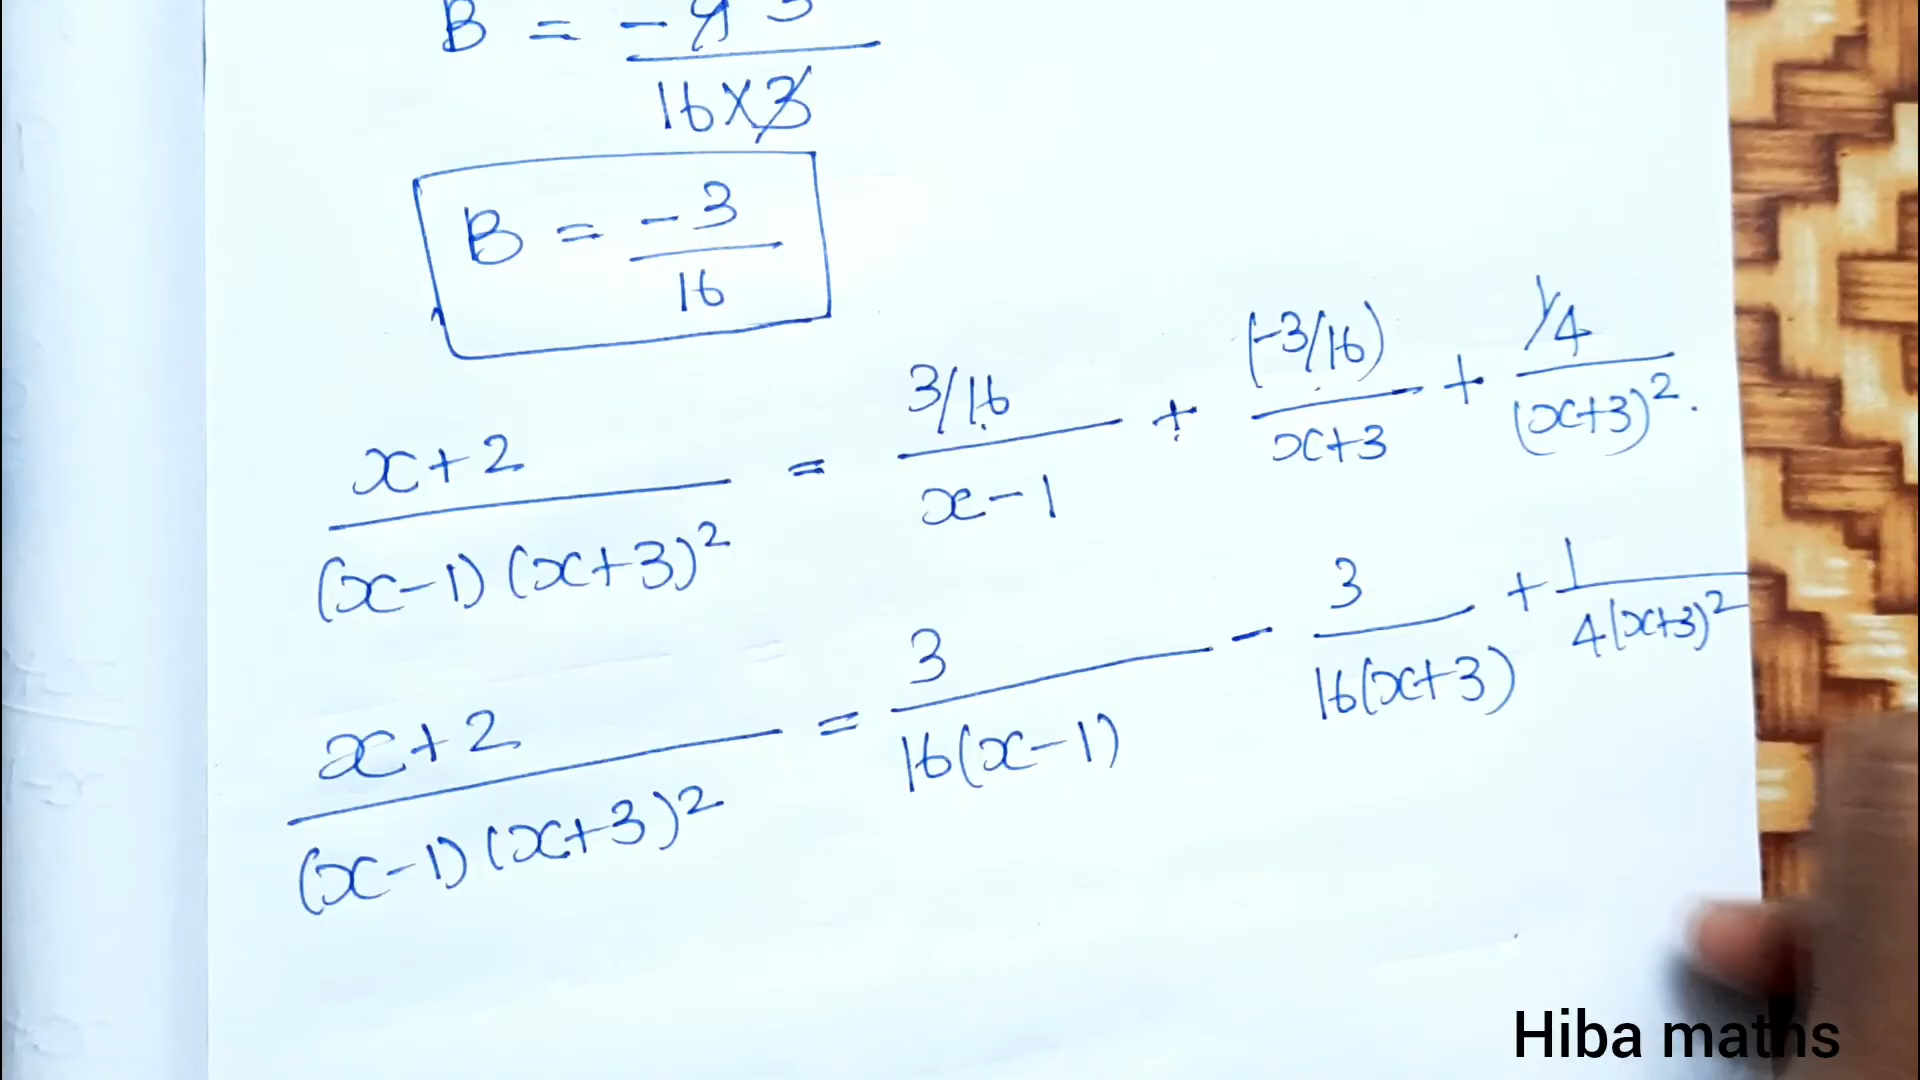 B = -9 3 / 16×3
B = -3/16
x+2 / (x-1)(x+3)² = 3/16 / x-1 + (-3/16) / x+3 + 1/4 / (x+3)².
x+2 / (x-1)(x+3)² = 3 / 16(x-1) - 3 / 16(x+3) + 1 / 4(x+3)²
Hiba maths